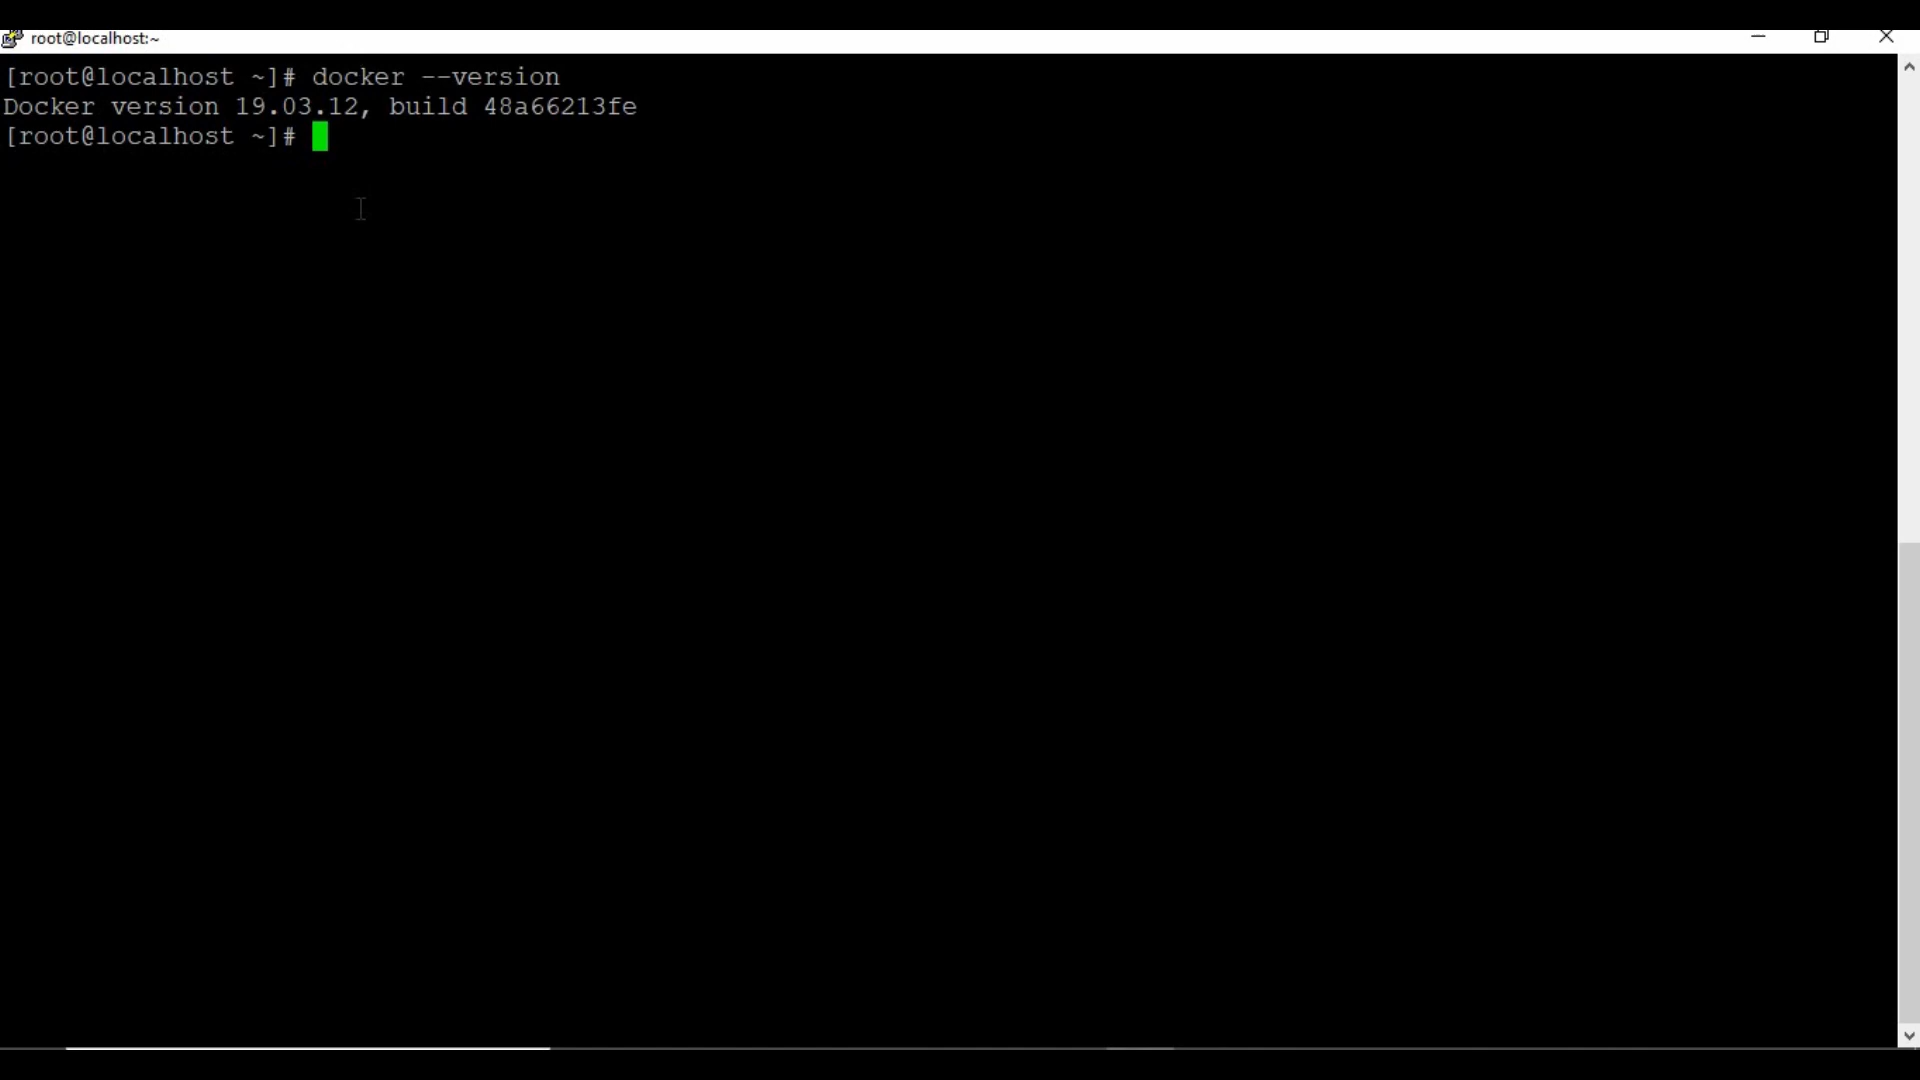 root@localhost:~
[root@localhost ~]# docker --version
Docker version 19.03.12, build 48a66213fe
[root@localhost ~]#